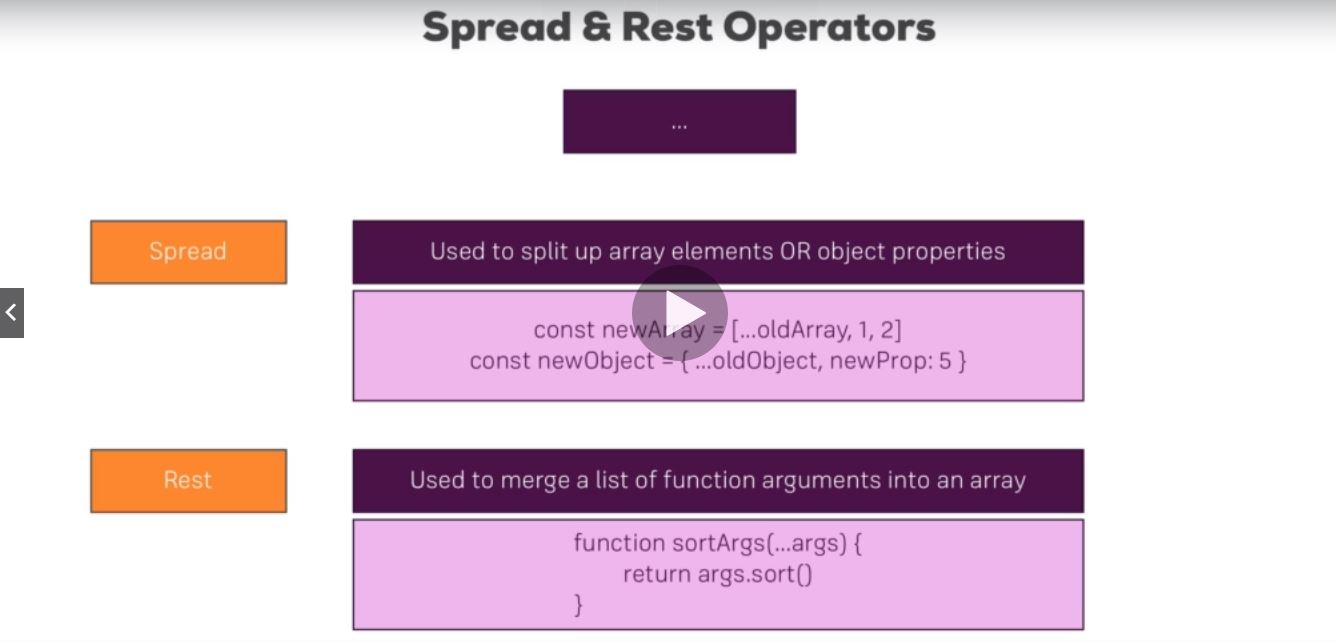 Spread & Rest Operators
...
Spread
Used to split up array elements OR object properties
const newArray = [...oldArray, 1, 2]
const newObject = { ...oldObject, newProp: 5 }
Rest
Used to merge a list of function arguments into an array
function sortArgs(...args) {
return args.sort()
}